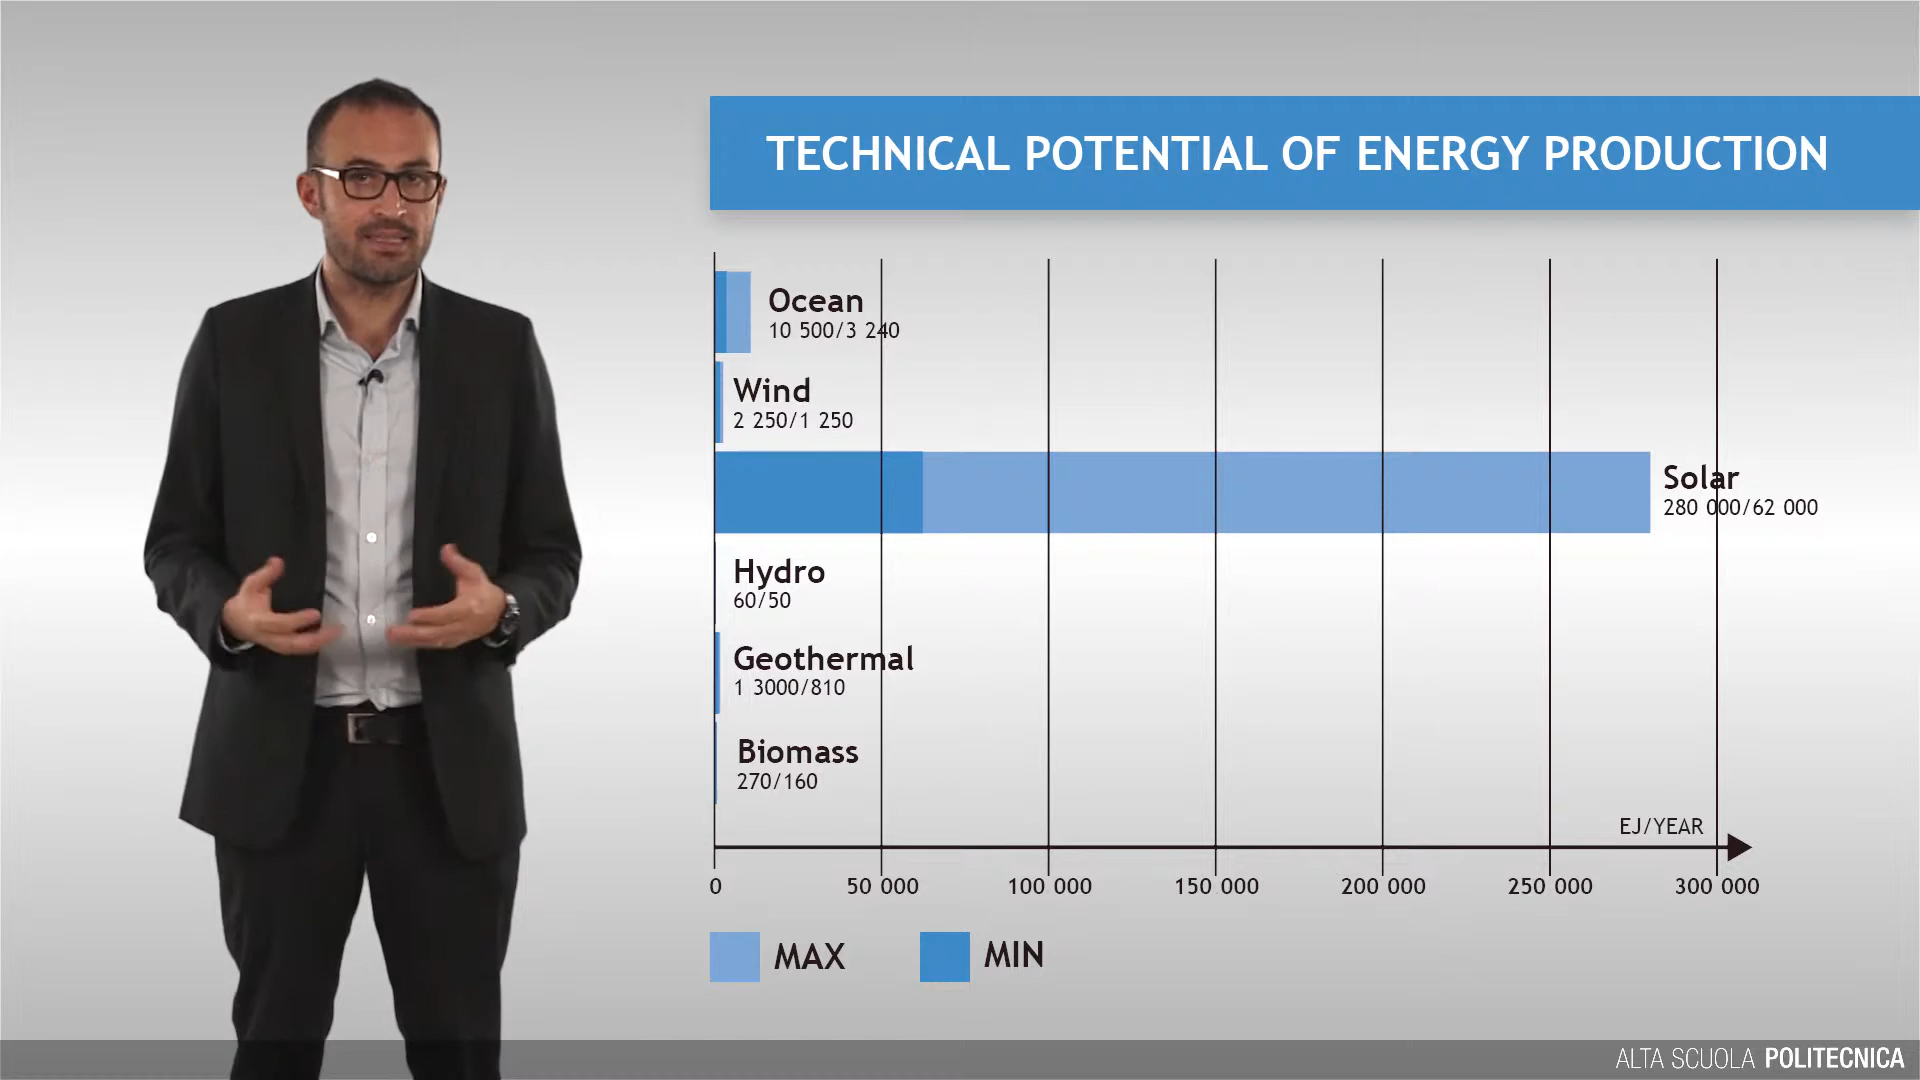 TECHNICAL POTENTIAL OF ENERGY PRODUCTION
Ocean
10 500/3 240
Wind
2 250/1 250
Solar
280 000/62 000
Hydro
60/50
Geothermal
1 3000/810
Biomass
270/160
EJ/YEAR
0 50 000 100 000 150 000 200 000 250 000 300 000
MAX MIN
ALTA SCUOLA POLITECNICA